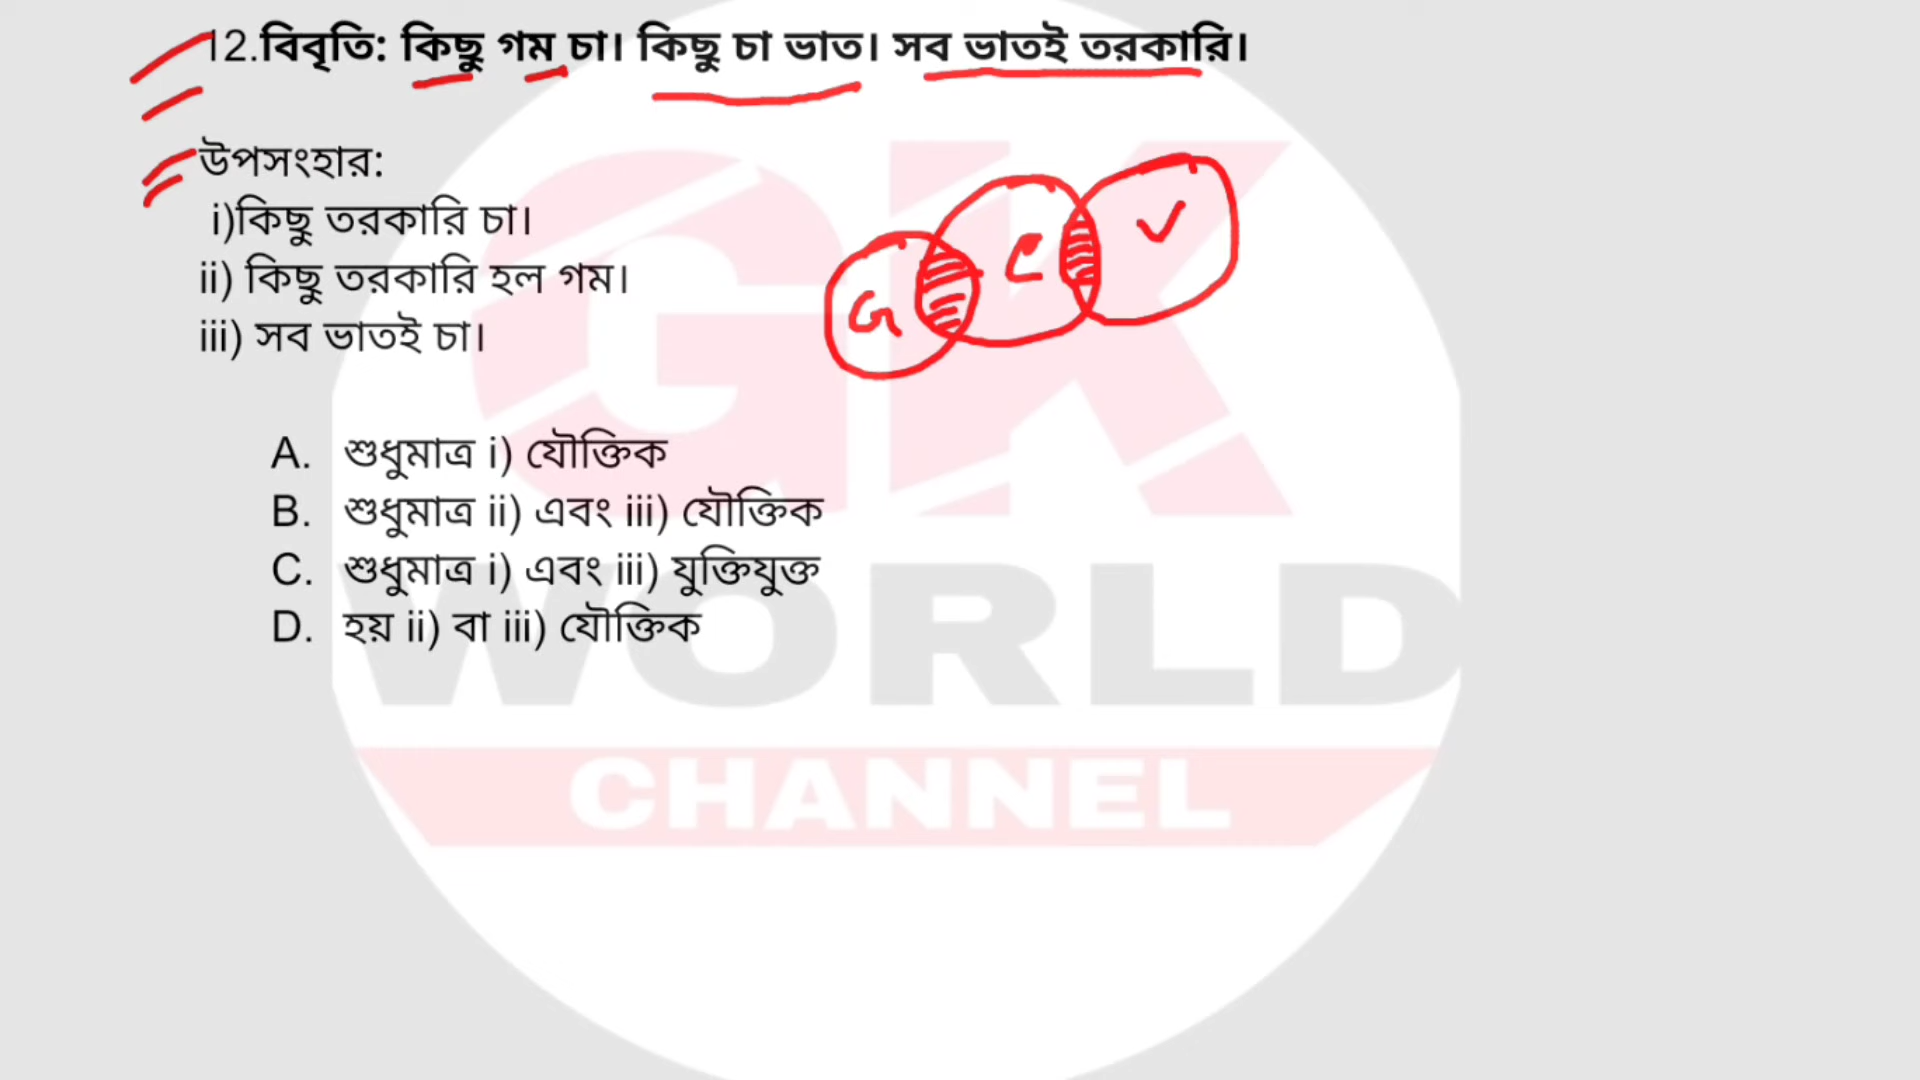 12.বিবৃতি: কিছু গম চা। কিছু চা ভাত। সব ভাতই তরকারি।
উপসংহার:
i)কিছু তরকারি চা।
ii) কিছু তরকারি হল গম।
iii) সব ভাতই চা।
G C V
A. শুধুমাত্র i) যৌক্তিক
B. শুধুমাত্র ii) এবং iii) যৌক্তিক
C. শুধুমাত্র i) এবং iii) যুক্তিযুক্ত
D. হয় ii) বা iii) যৌক্তিক
GK
WORLD
CHANNEL